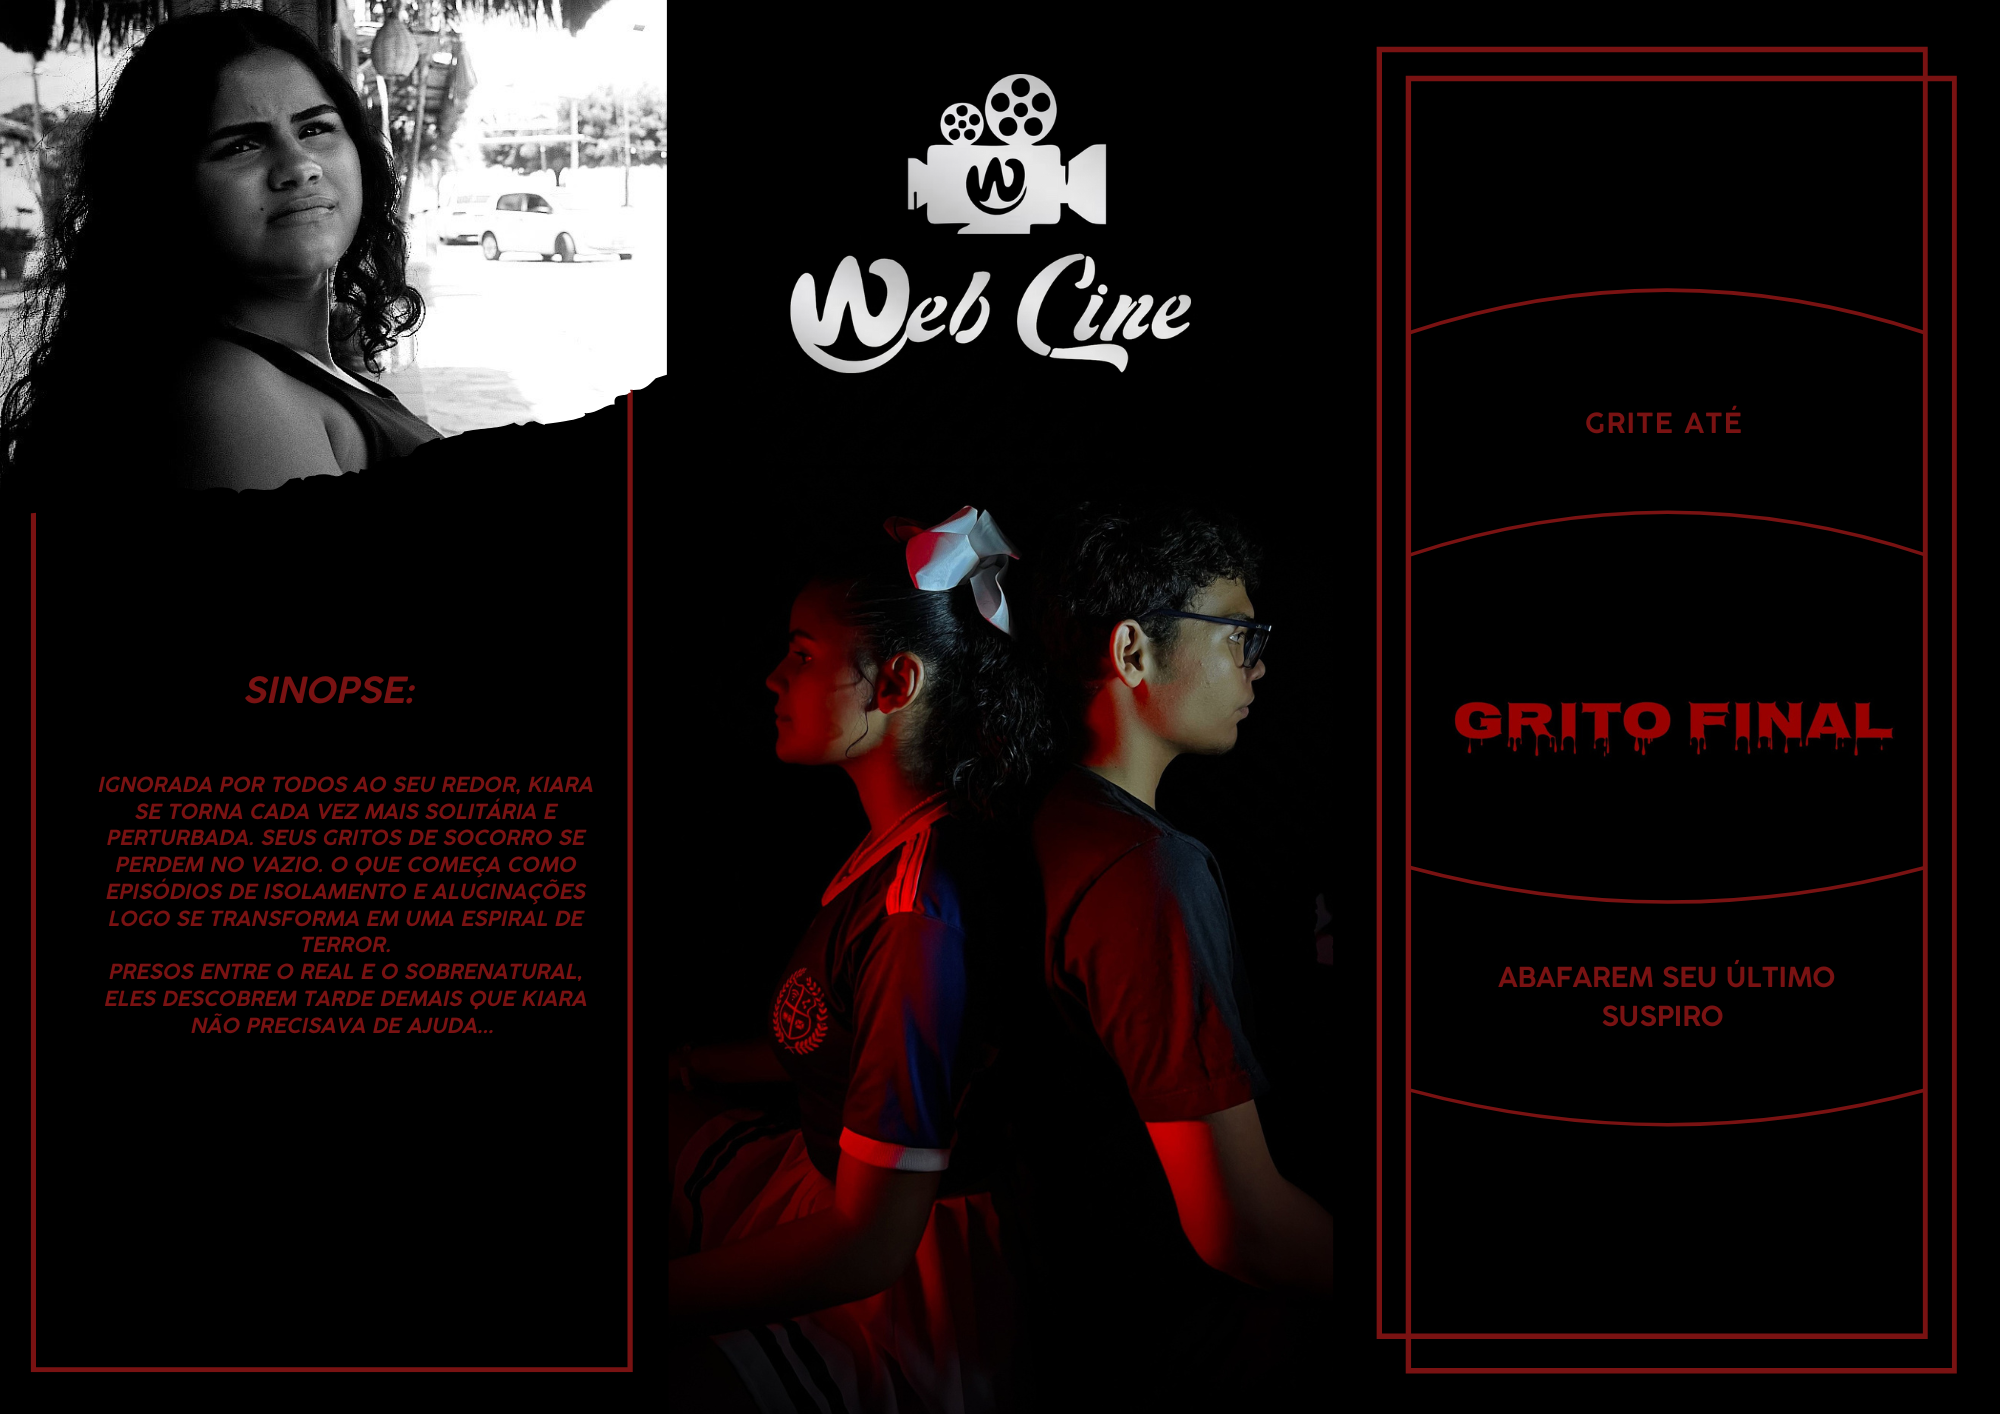 SINOPSE:
IGNORADA POR TODOS AO SEU REDOR, KIARA
SE TORNA CADA VEZ MAIS SOLITÁRIA E
PERTURBADA. SEUS GRITOS DE SOCORRO SE
PERDEM NO VAZIO. O QUE COMEÇA COMO
EPISÓDIOS DE ISOLAMENTO E ALUCINAÇÕES
LOGO SE TRANSFORMA EM UMA ESPIRAL DE
TERROR.
PRESOS ENTRE O REAL E O SOBRENATURAL,
ELES DESCOBREM TARDE DEMAIS QUE KIARA
NÃO PRECISAVA DE AJUDA...
W
Web Cine
GRITE ATÉ
GRITO FINAL
ABAFAREM SEU ÚLTIMO
SUSPIRO